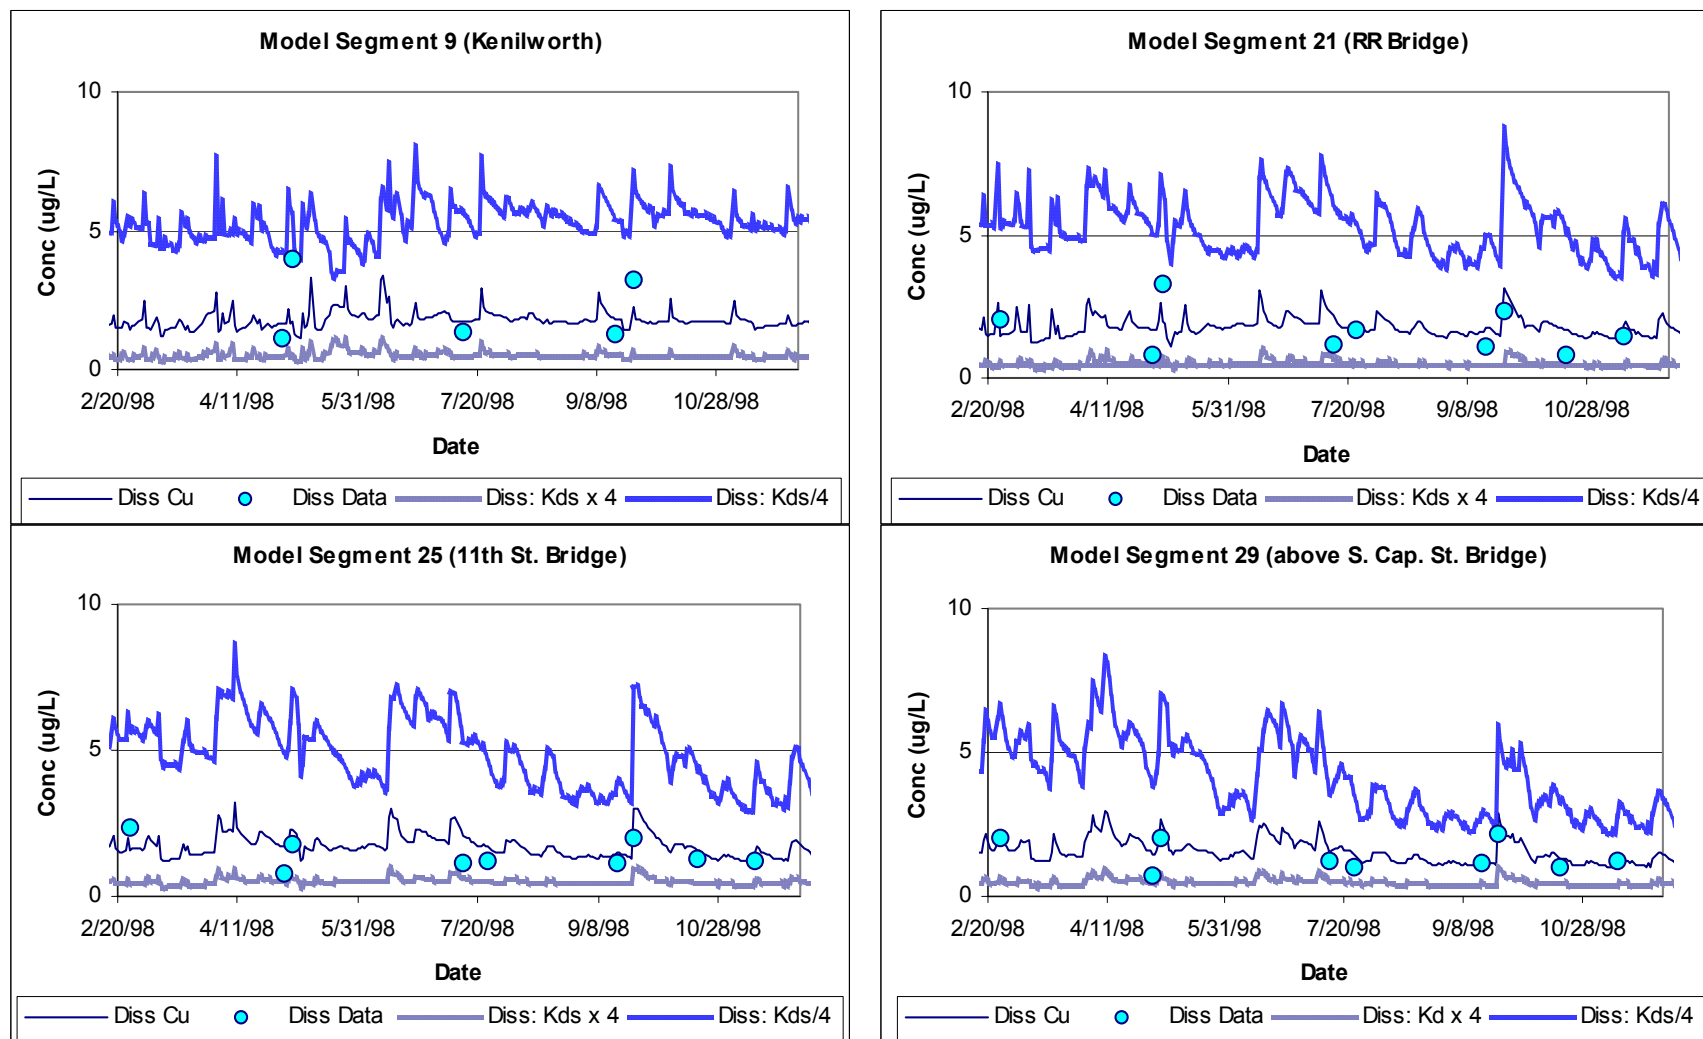 Model Segment 9 (Kenilworth)
10
5
0
Conc (ug/L)
2/20/98 4/11/98 5/31/98 7/20/98 9/8/98 10/28/98
Date
Diss Cu Diss Data Diss: Kds x 4 Diss: Kds/4
Model Segment 21 (RR Bridge)
10
5
0
Conc (ug/L)
2/20/98 4/11/98 5/31/98 7/20/98 9/8/98 10/28/98
Date
Diss Cu Diss Data Diss: Kds x 4 Diss: Kds/4
Model Segment 25 (11th St. Bridge)
10
5
0
Conc (ug/L)
2/20/98 4/11/98 5/31/98 7/20/98 9/8/98 10/28/98
Date
Diss Cu Diss Data Diss: Kds x 4 Diss: Kds/4
Model Segment 29 (above S. Cap. St. Bridge)
10
5
0
Conc (ug/L)
2/20/98 4/11/98 5/31/98 7/20/98 9/8/98 10/28/98
Date
Diss Cu Diss Data Diss: Kd x 4 Diss: Kds/4